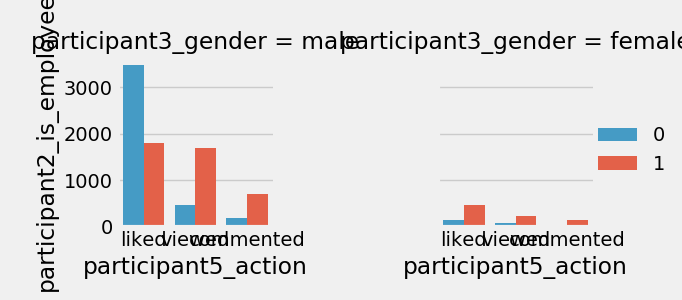 participant3_gender = male
participant3_gender = female
participant2_is_employee
3000
2000
1000
0
liked
viewed
commented
liked
viewed
commented
participant5_action
participant5_action
0
1